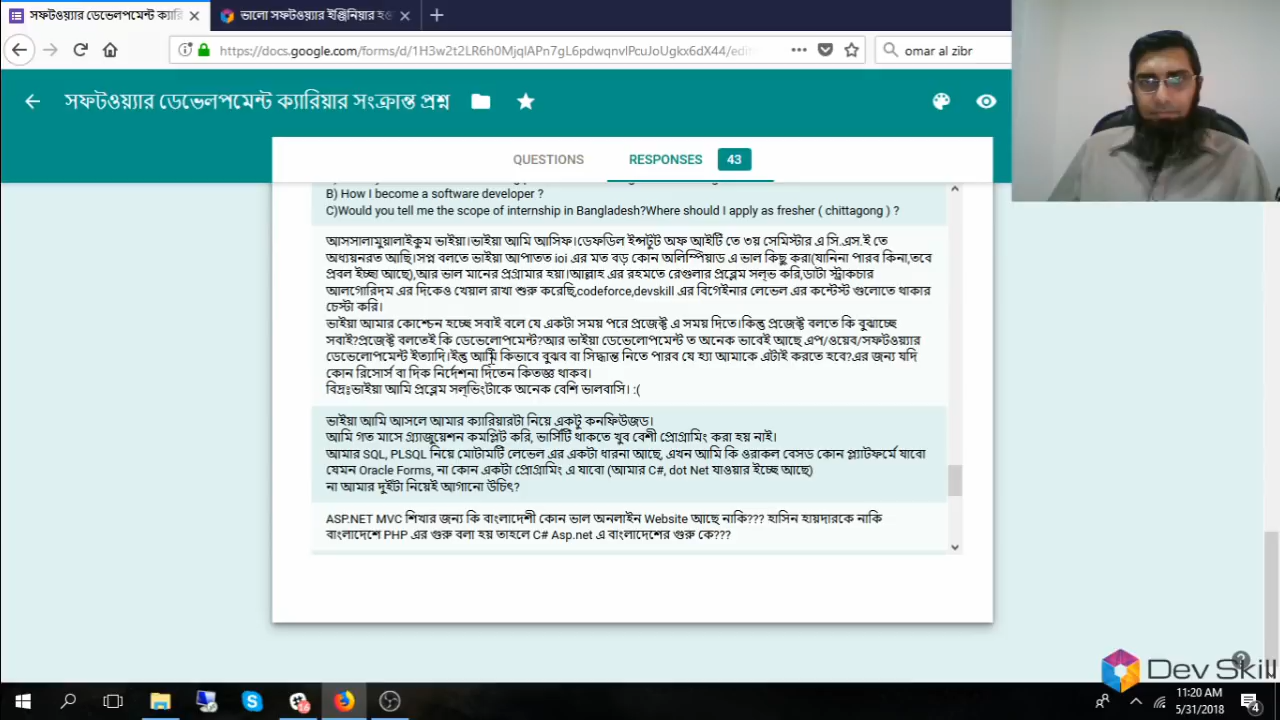 সফটওয়্যার ডেভেলপমেন্ট ক্যারি
ভালো সফটওয়্যার ইঞ্জিনিয়ার হও
https://docs.google.com/forms/d/1H3w2t2LR6h0MjqlAPn7gL6pdwqnvlPcuJoUgkx6dX44/edi
omar al zibr
সফটওয়্যার ডেভেলপমেন্ট ক্যারিয়ার সংক্রান্ত প্রশ্ন
QUESTIONS
RESPONSES 43
B) How I become a software developer ?
C)Would you tell me the scope of internship in Bangladesh?Where should I apply as fresher ( chittagong ) ?
আসসালামুয়ালাইকুম ভাইয়া।ভাইয়া আমি আসিফ।ডেফডিল ইন্সটুট অফ আইটি তে ৩য় সেমিস্টার এ সি.এস.ই তে
অধ্যয়নরত আছি।সপ্ন বলতে ভাইয়া আপাতত ioi এর মত বড় কোন অলিম্পিয়াড এ ভাল কিছু করা(যানিনা পারব কিনা,তবে
প্রবল ইচ্ছা আছে),আর ভাল মানের প্রগ্রামার হয়া।আল্লাহ এর রহমতে রেগুলার প্রব্লেম সল্ভ করি,ডাটা স্ট্রাকচার
আলগোরিদম এর দিকেও খেয়াল রাখা শুরু করেছি,codeforce,devskill এর বিগেইনার লেভেল এর কন্টেস্ট গুলোতে থাকার
চেস্টা করি।
ভাইয়া আমার কোশ্চেন হচ্ছে সবাই বলে যে একটা সময় পরে প্রজেক্ট এ সময় দিতে।কিন্তু প্রজেক্ট বলতে কি বুঝাচ্ছে
সবাই?প্রজেক্ট বলতেই কি ডেভেলোপমেন্ট?আর ভাইয়া ডেভেলোপমেন্ট ত অনেক ভাবেই আছে এপ/ওয়েব/সফটওয়্যার
ডেভেলোপমেন্ট ইত্যাদি।ইন্তু আমি কিভাবে বুঝব বা সিদ্ধান্ত নিতে পারব যে হ্যা আমাকে এটাই করতে হবে?এর জন্য যদি
কোন রিসোর্স বা দিক নির্দেশনা দিতেন কিতজ্ঞ থাকব।
বিদ্রঃভাইয়া আমি প্রব্লেম সল্ভিংটাকে অনেক বেশি ভালবাসি। :(
ভাইয়া আমি আসলে আমার ক্যারিয়ারটা নিয়ে একটু কনফিউজড।
আমি গত মাসে গ্র্যাজুয়েশন কমপ্লিট করি, ভার্সিটি থাকতে খুব বেশী প্রোগ্রামিং করা হয় নাই।
আমার SQL, PLSQL নিয়ে মোটামটি লেভেল এর একটা ধারনা আছে, এখন আমি কি ওরাকল বেসড কোন প্ল্যাটফর্মে যাবো
যেমন Oracle Forms, না কোন একটা প্রোগ্রামিং এ যাবো (আমার C#, dot Net যাওয়ার ইচ্ছে আছে)
না আমার দুইটা নিয়েই আগানো উচিৎ?
ASP.NET MVC শিখার জন্য কি বাংলাদেশী কোন ভাল অনলাইন Website আছে নাকি??? হাসিন হায়দারকে নাকি
বাংলাদেশে PHP এর গুরু বলা হয় তাহলে C# Asp.net এ বাংলাদেশের গুরু কে???
Dev Skill
11:20 AM
5/31/2018
4